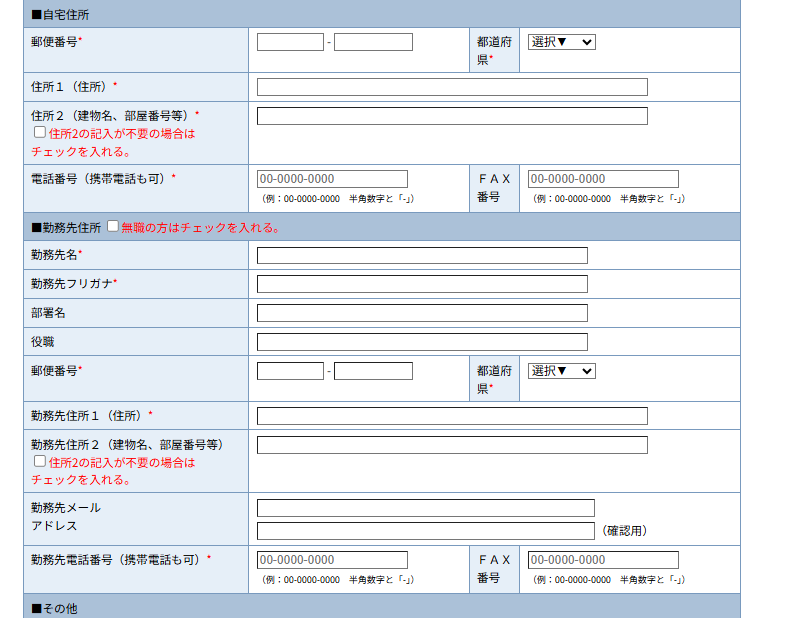 ■自宅住所
郵便番号* - 都道府県* 選択▼
住所１（住所）*
住所２（建物名、部屋番号等）*
住所2の記入が不要の場合は
チェックを入れる。
電話番号（携帯電話も可）* 00-0000-0000 ＦＡＸ番号 00-0000-0000
（例：00-0000-0000　半角数字と「-」） （例：00-0000-0000　半角数字と「-」）
■勤務先住所 無職の方はチェックを入れる。
勤務先名*
勤務先フリガナ*
部署名
役職
郵便番号* - 都道府県* 選択▼
勤務先住所１（住所）*
勤務先住所２（建物名、部屋番号等）
住所2の記入が不要の場合は
チェックを入れる。
勤務先メール
アドレス
（確認用）
勤務先電話番号（携帯電話も可）* 00-0000-0000 ＦＡＸ番号 00-0000-0000
（例：00-0000-0000　半角数字と「-」） （例：00-0000-0000　半角数字と「-」）
■その他